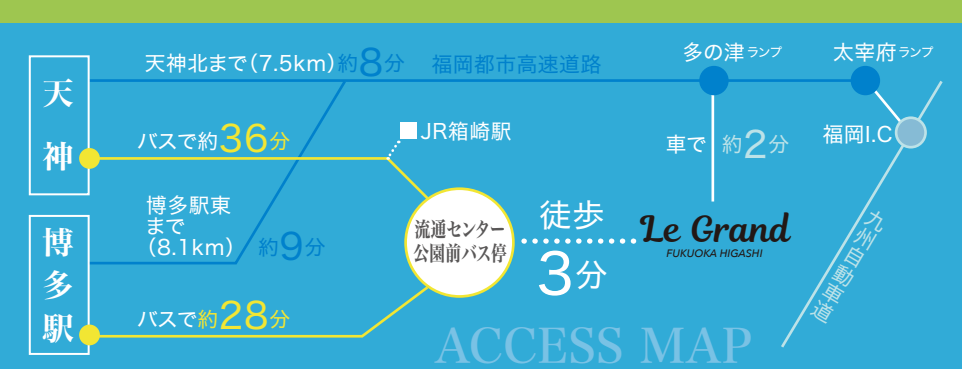 天神
天神北まで(7.5km)約8分
福岡都市高速道路
多の津ランプ
太宰府ランプ
バスで約36分
JR箱崎駅
車で 約2分
福岡I.C
博多駅
博多駅東
まで
(8.1km) 約9分
流通センター
公園前バス停
徒歩
3分
Le Grand
FUKUOKA HIGASHI
九州自動車道
バスで約28分
ACCESS MAP